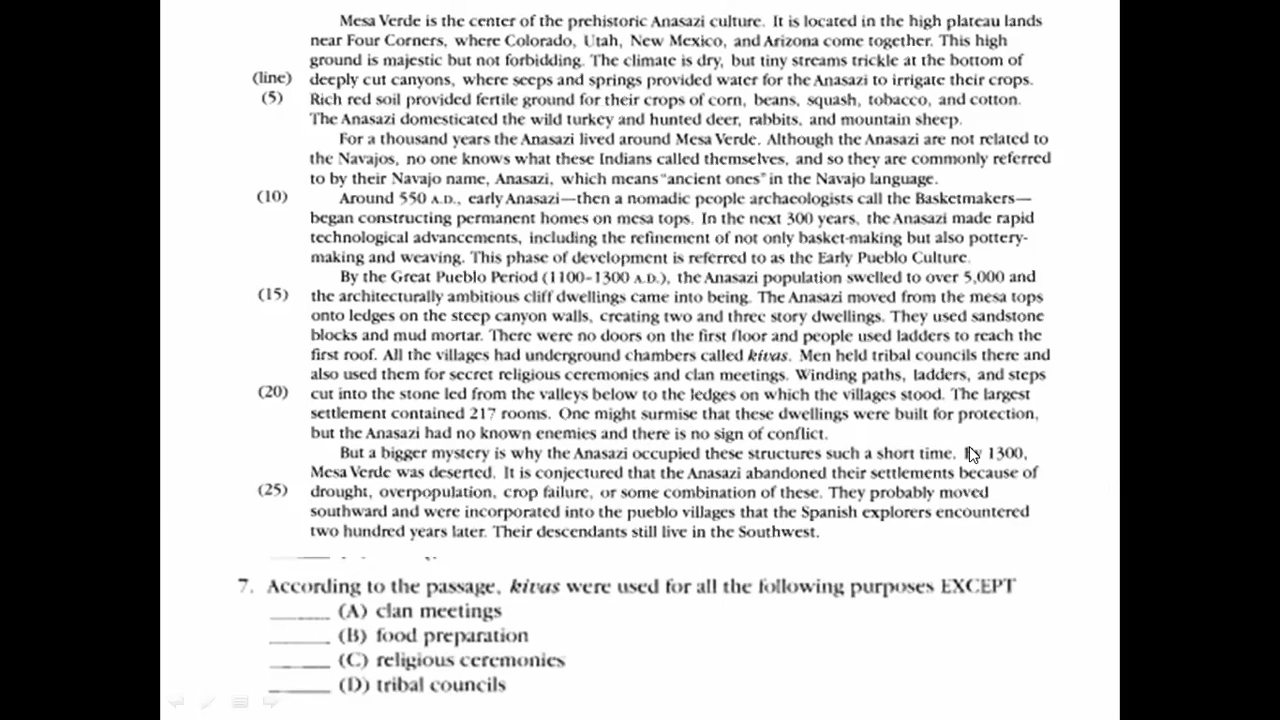 Mesa Verde is the center of the prehistoric Anasazi culture. It is located in the high plateau lands
near Four Corners, where Colorado, Utah, New Mexico, and Arizona come together. This high
ground is majestic but not forbidding. The climate is dry, but tiny streams trickle at the bottom of
(line) deeply cut canyons, where seeps and springs provided water for the Anasazi to irrigate their crops.
(5) Rich red soil provided fertile ground for their crops of corn, beans, squash, tobacco, and cotton.
The Anasazi domesticated the wild turkey and hunted deer, rabbits, and mountain sheep.
For a thousand years the Anasazi lived around Mesa Verde. Although the Anasazi are not related to
the Navajos, no one knows what these Indians called themselves, and so they are commonly referred
to by their Navajo name, Anasazi, which means "ancient ones" in the Navajo language.
(10) Around 550 A.D., early Anasazi—then a nomadic people archaeologists call the Basketmakers—
began constructing permanent homes on mesa tops. In the next 300 years, the Anasazi made rapid
technological advancements, including the refinement of not only basket-making but also pottery-
making and weaving. This phase of development is referred to as the Early Pueblo Culture.
By the Great Pueblo Period (1100-1300 A.D.), the Anasazi population swelled to over 5,000 and
(15) the architecturally ambitious cliff dwellings came into being. The Anasazi moved from the mesa tops
onto ledges on the steep canyon walls, creating two and three story dwellings. They used sandstone
blocks and mud mortar. There were no doors on the first floor and people used ladders to reach the
first roof. All the villages had underground chambers called kivas. Men held tribal councils there and
also used them for secret religious ceremonies and clan meetings. Winding paths, ladders, and steps
(20) cut into the stone led from the valleys below to the ledges on which the villages stood. The largest
settlement contained 217 rooms. One might surmise that these dwellings were built for protection,
but the Anasazi had no known enemies and there is no sign of conflict.
But a bigger mystery is why the Anasazi occupied these structures such a short time. By 1300,
Mesa Verde was deserted. It is conjectured that the Anasazi abandoned their settlements because of
(25) drought, overpopulation, crop failure, or some combination of these. They probably moved
southward and were incorporated into the pueblo villages that the Spanish explorers encountered
two hundred years later. Their descendants still live in the Southwest.
7. According to the passage, kivas were used for all the following purposes EXCEPT
(A) clan meetings
(B) food preparation
(C) religious ceremonies
(D) tribal councils